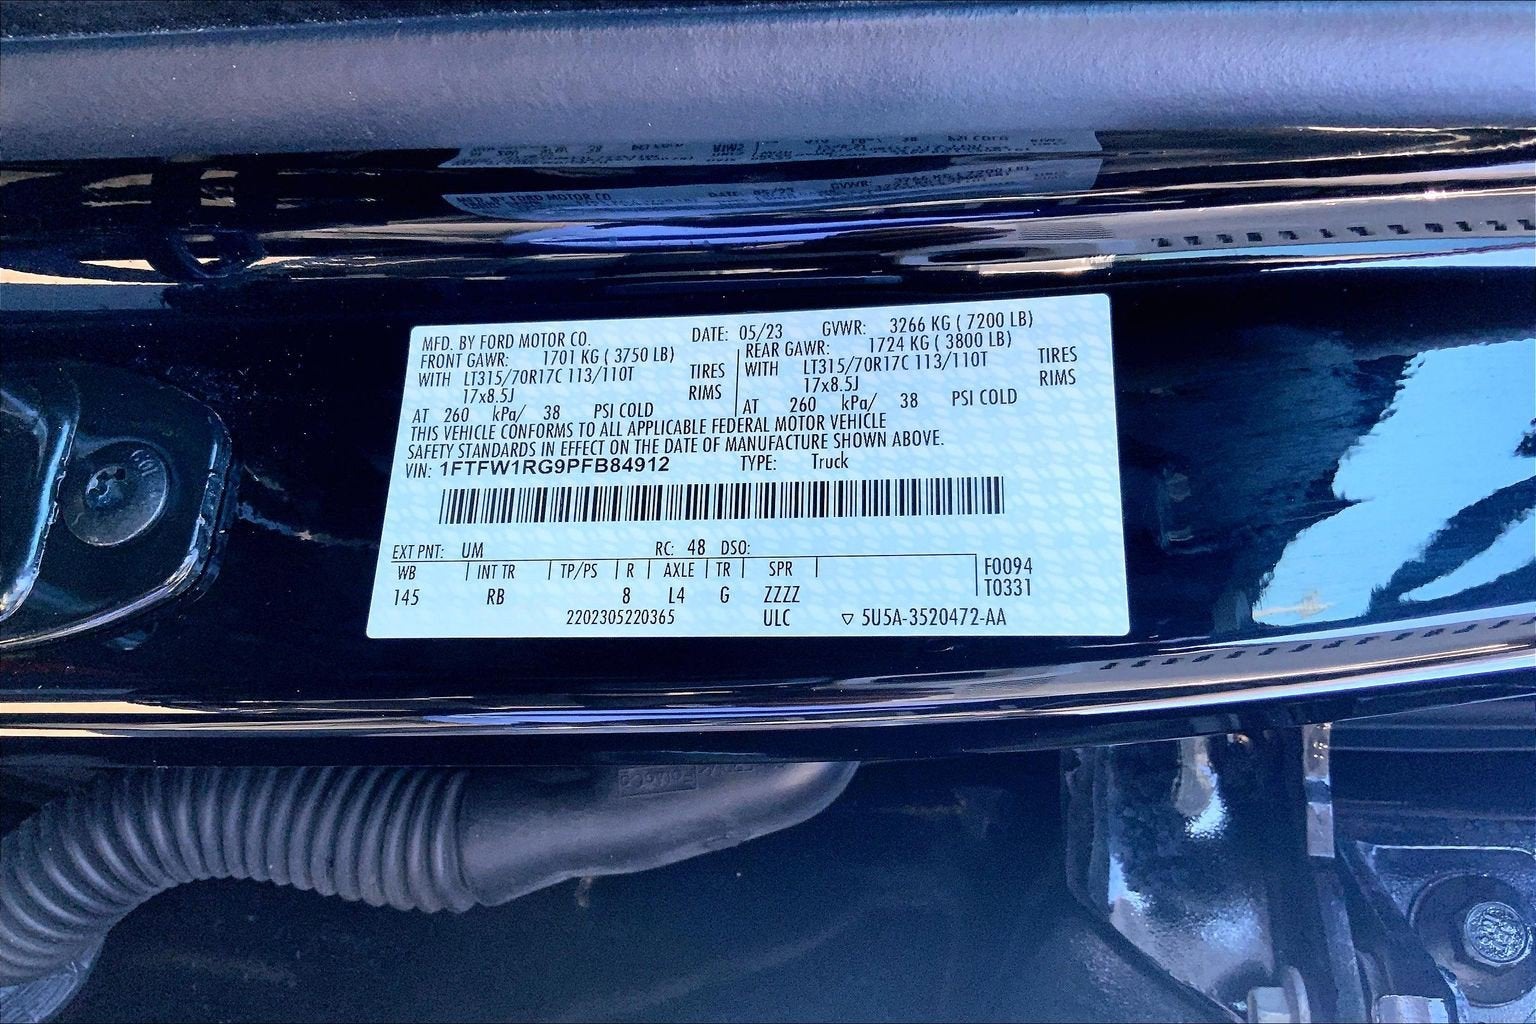 MFD. BY FORD MOTOR CO. DATE: 05/23 GVWR: 3266 KG ( 7200 LB)
FRONT GAWR: 1701 KG ( 3750 LB) REAR GAWR: 1724 KG ( 3800 LB)
WITH LT315/70R17C 113/110T TIRES WITH LT315/70R17C 113/110T TIRES
17x8.5J RIMS 17x8.5J RIMS
AT 260 kPa/ 38 PSI COLD AT 260 kPa/ 38 PSI COLD
THIS VEHICLE CONFORMS TO ALL APPLICABLE FEDERAL MOTOR VEHICLE
SAFETY STANDARDS IN EFFECT ON THE DATE OF MANUFACTURE SHOWN ABOVE.
VIN: 1FTFW1RG9PFB84912 TYPE: Truck
EXT PNT: UM RC: 48 DSO:
WB INT TR TP/PS R AXLE TR SPR F0094
145 RB 8 L4 G ZZZZ T0331
2202305220365 ULC ▽ 5U5A-3520472-AA